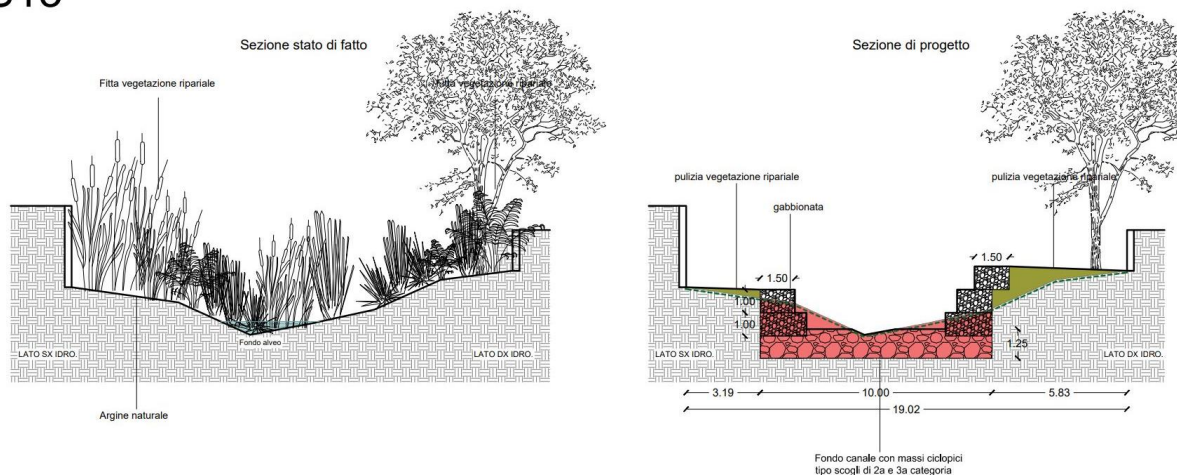 Sezione stato di fatto
Sezione di progetto
Fitta vegetazione ripariale
Fitta vegetazione ripariale
pulizia vegetazione ripariale
pulizia vegetazione ripariale
gabbionata
1.50
1.50
1.00
1.00
1.25
Fondo alveo
LATO SX IDRO.
LATO DX IDRO.
LATO SX IDRO.
LATO DX IDRO.
3.19
10.00
5.83
19.02
Argine naturale
Fondo canale con massi ciclopici
tipo scogli di 2a e 3a categoria